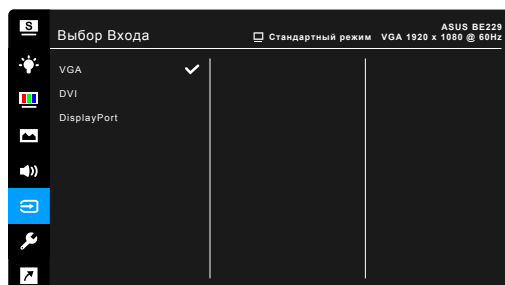 S
ASUS BE229
Выбор Входа
Стандартный режим VGA 1920 x 1080 @ 60Hz
VGA
DVI
DisplayPort